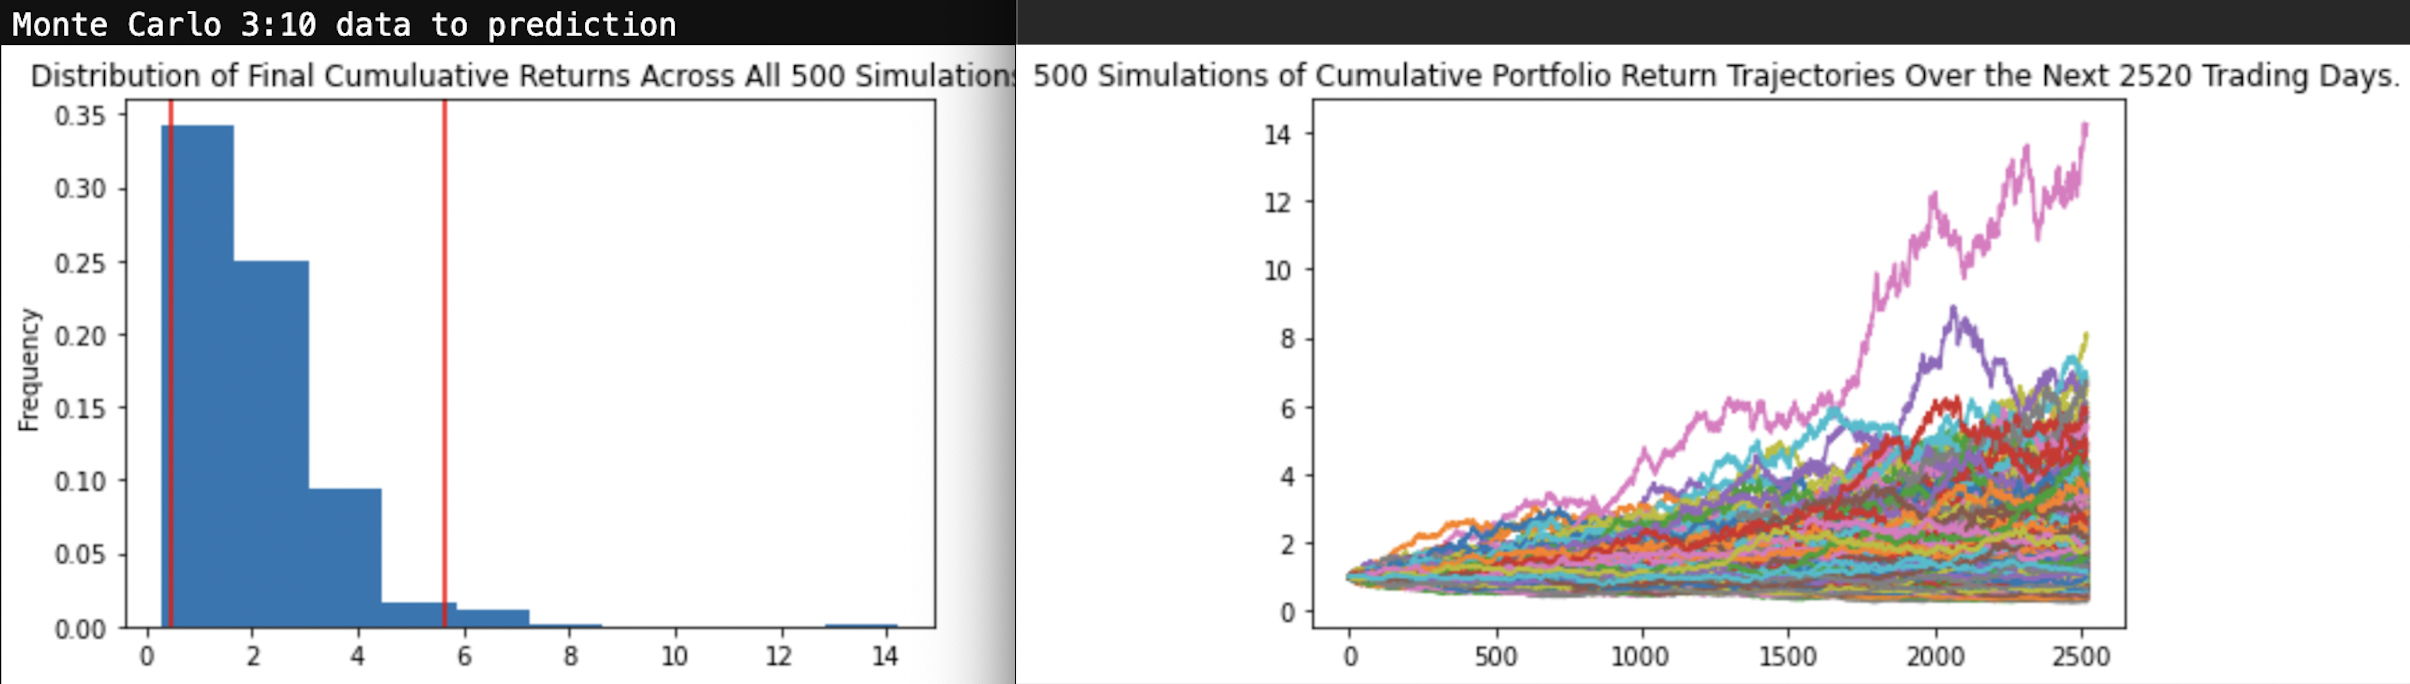 Monte Carlo 3:10 data to prediction
Distribution of Final Cumuluative Returns Across All 500 Simulations
Frequency
0.35
0.30
0.25
0.20
0.15
0.10
0.05
0.00
0 2 4 6 8 10 12 14
500 Simulations of Cumulative Portfolio Return Trajectories Over the Next 2520 Trading Days.
14
12
10
8
6
4
2
0
0 500 1000 1500 2000 2500